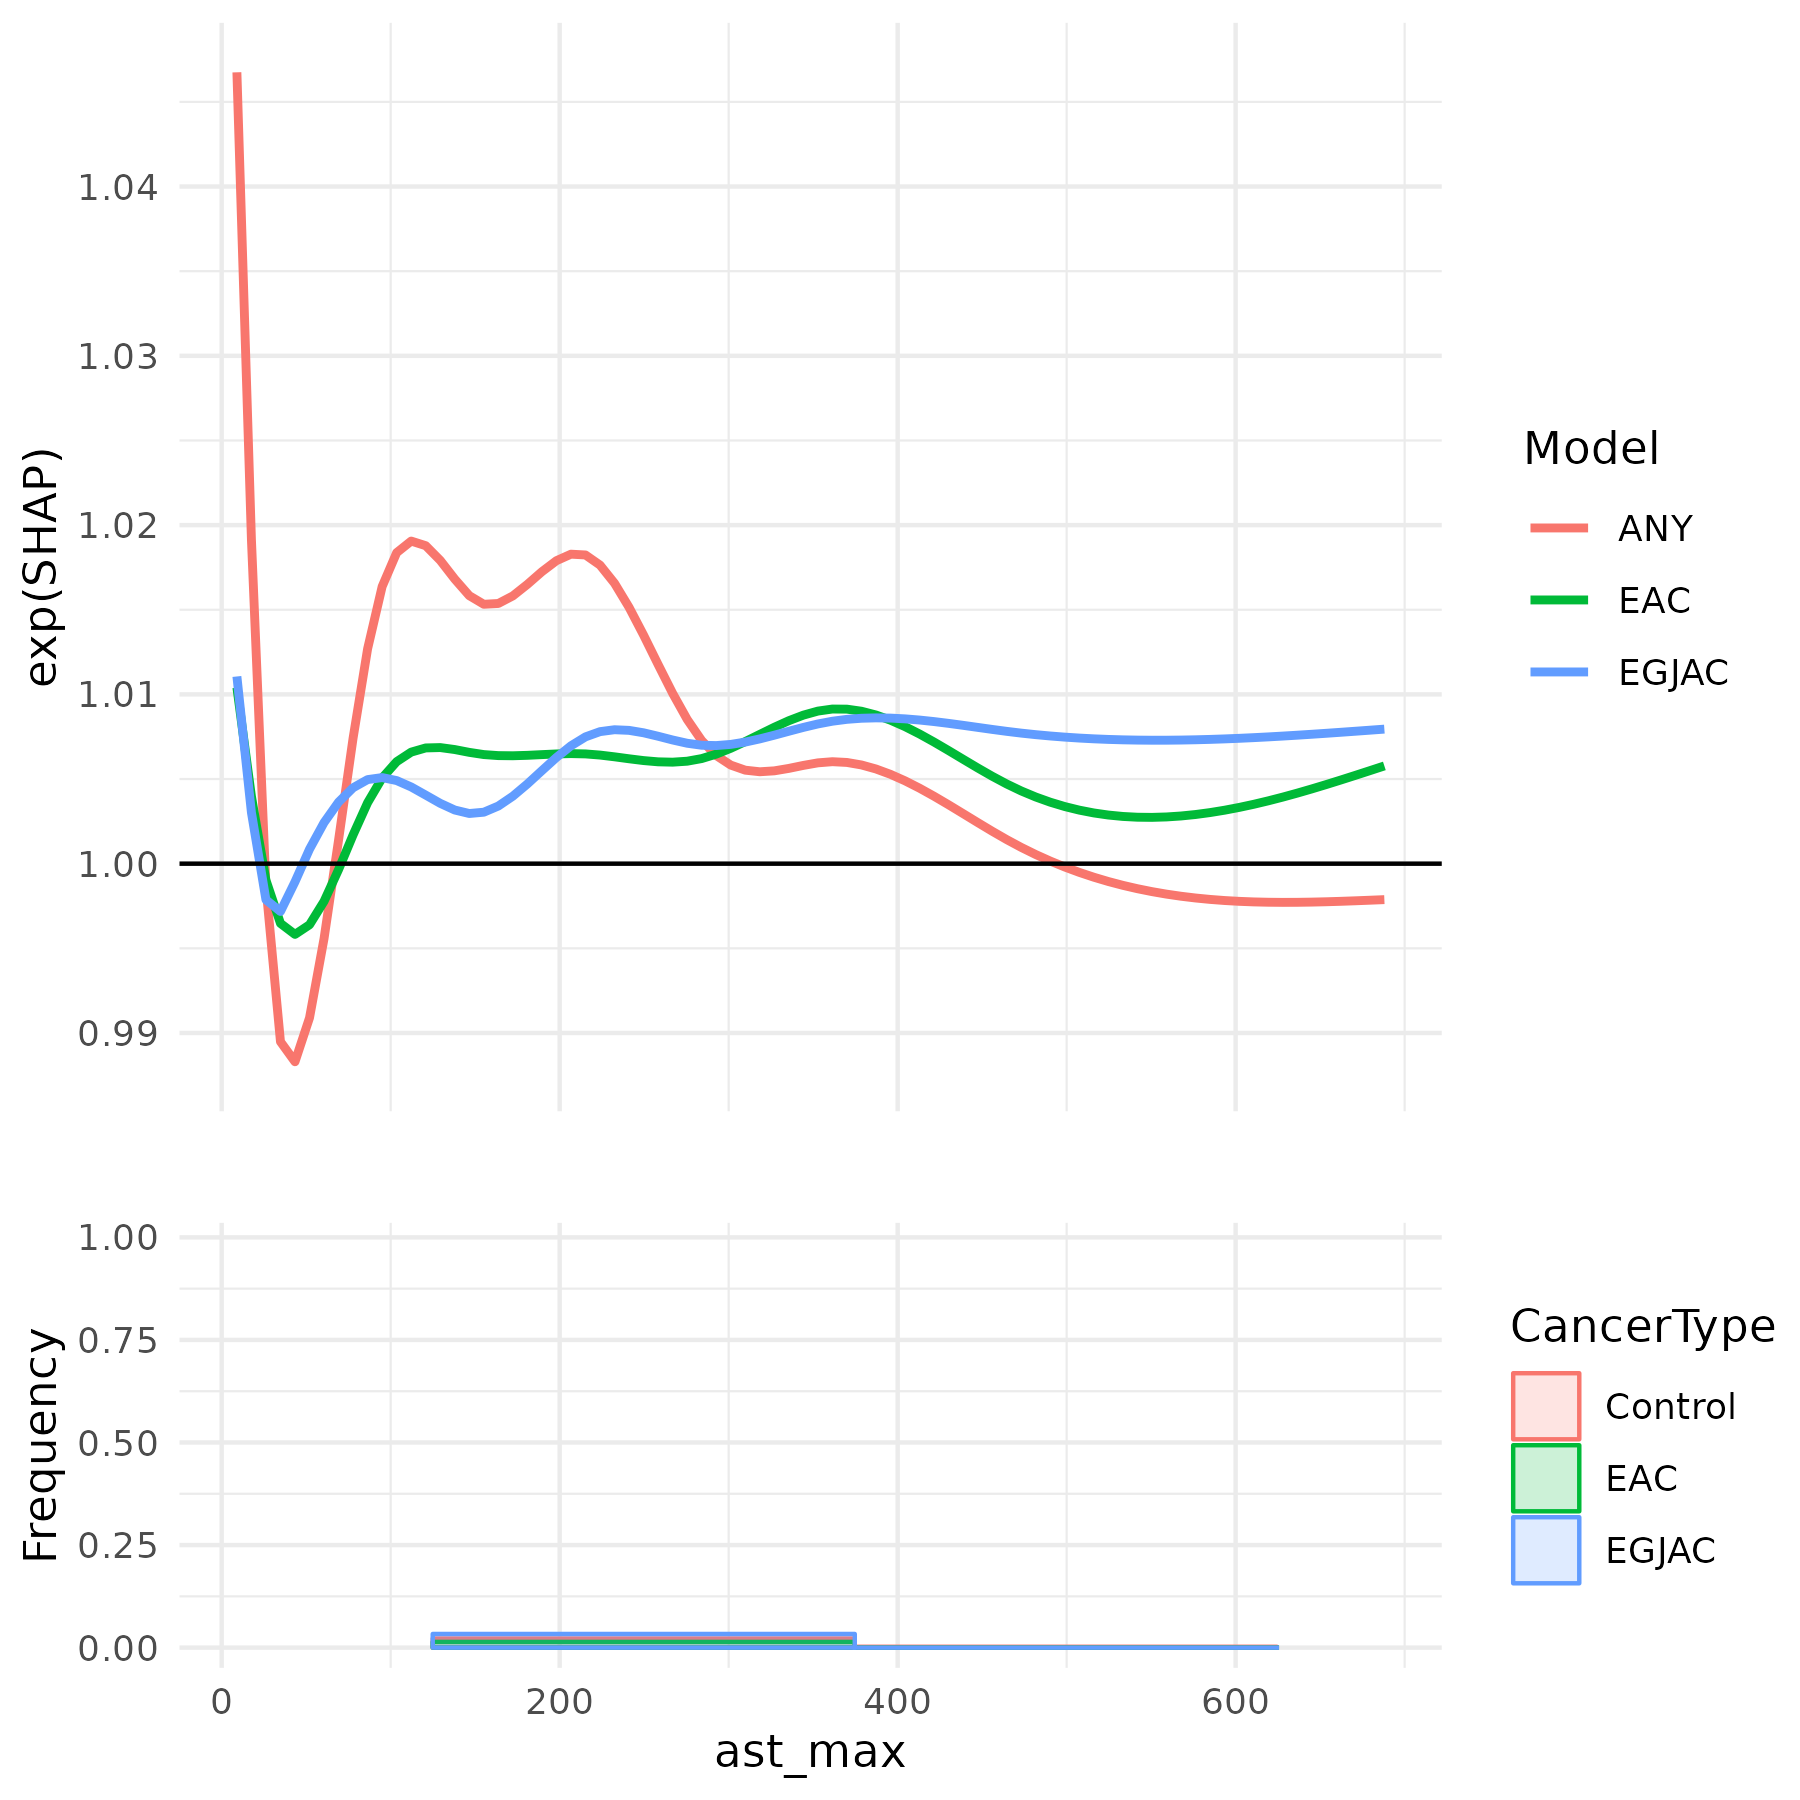 exp(SHAP)
1.04
1.03
1.02
1.01
1.00
0.99
Model
ANY
EAC
EGJAC
Frequency
1.00
0.75
0.50
0.25
0.00
0 200 400 600
ast_max
CancerType
Control
EAC
EGJAC